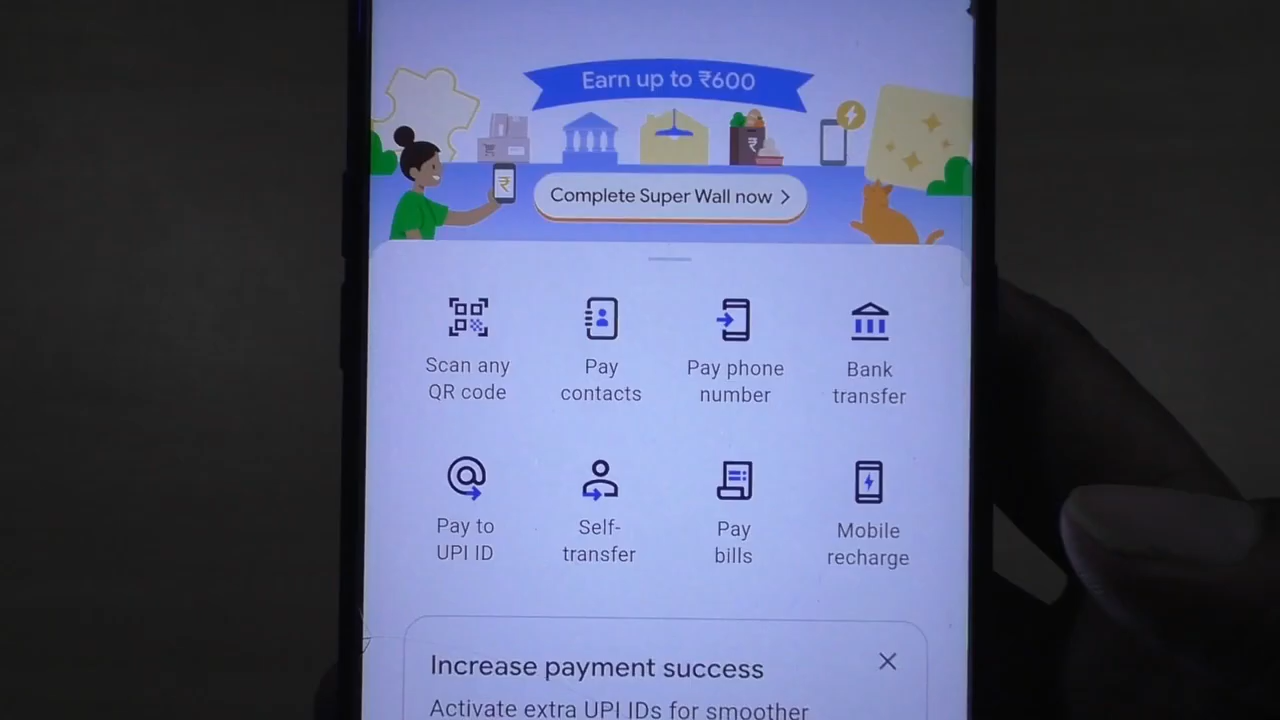 Earn up to ₹600
Complete Super Wall now
Scan any
QR code
Pay
contacts
Pay phone
number
Bank
transfer
Pay to
UPI ID
Self-
transfer
Pay
bills
Mobile
recharge
Increase payment success
Activate extra UPI IDs for smoother